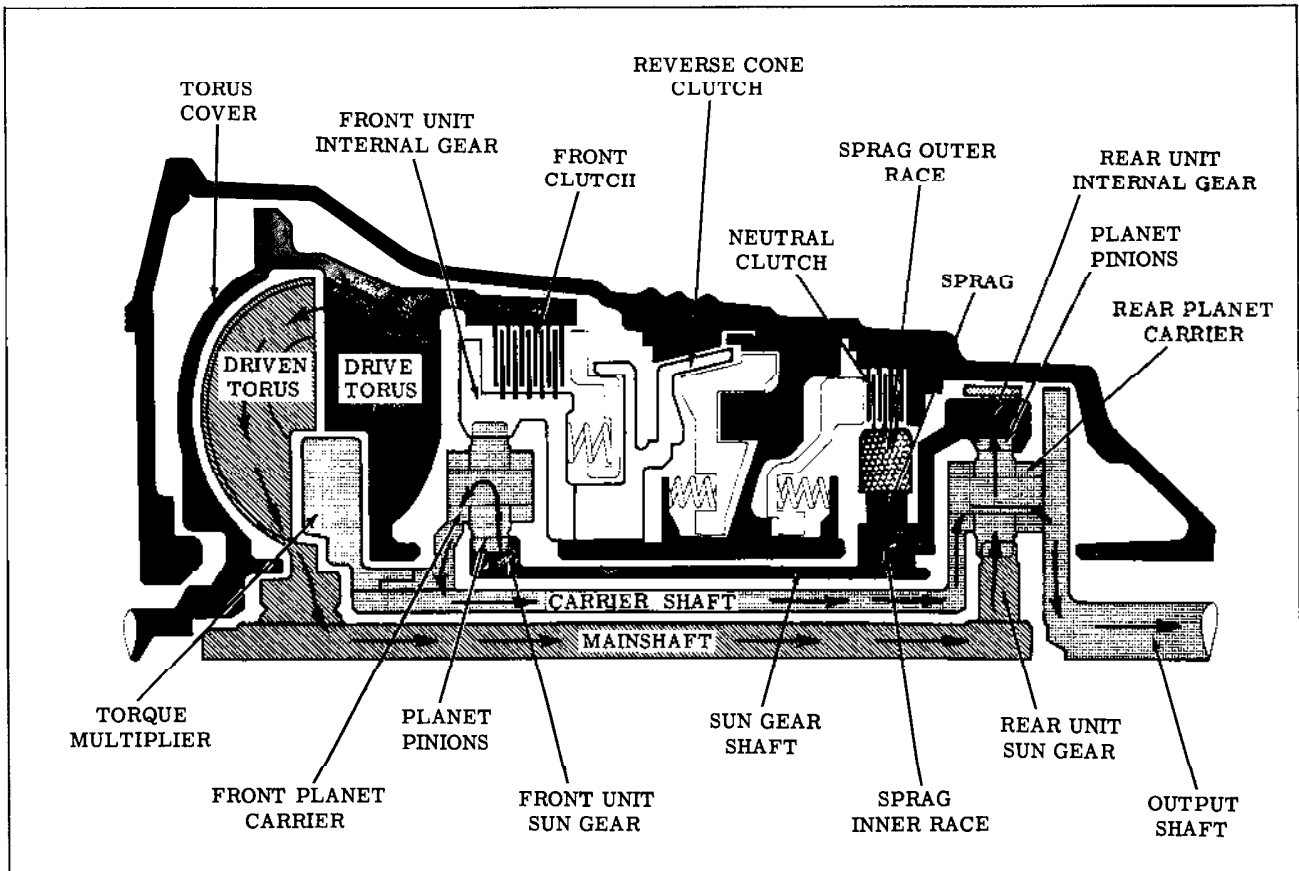 REVERSE CONE
CLUTCH
TORUS
COVER
FRONT UNIT
INTERNAL GEAR
FRONT
CLUTCH
SPRAG OUTER
RACE
REAR UNIT
INTERNAL GEAR
NEUTRAL
CLUTCH
PLANET
PINIONS
SPRAG
REAR PLANET
CARRIER
DRIVEN
TORUS
DRIVE
TORUS
CARRIER SHAFT
MAINSHAFT
TORQUE
MULTIPLIER
PLANET
PINIONS
SUN GEAR
SHAFT
REAR UNIT
SUN GEAR
FRONT PLANET
CARRIER
FRONT UNIT
SUN GEAR
SPRAG
INNER RACE
OUTPUT
SHAFT